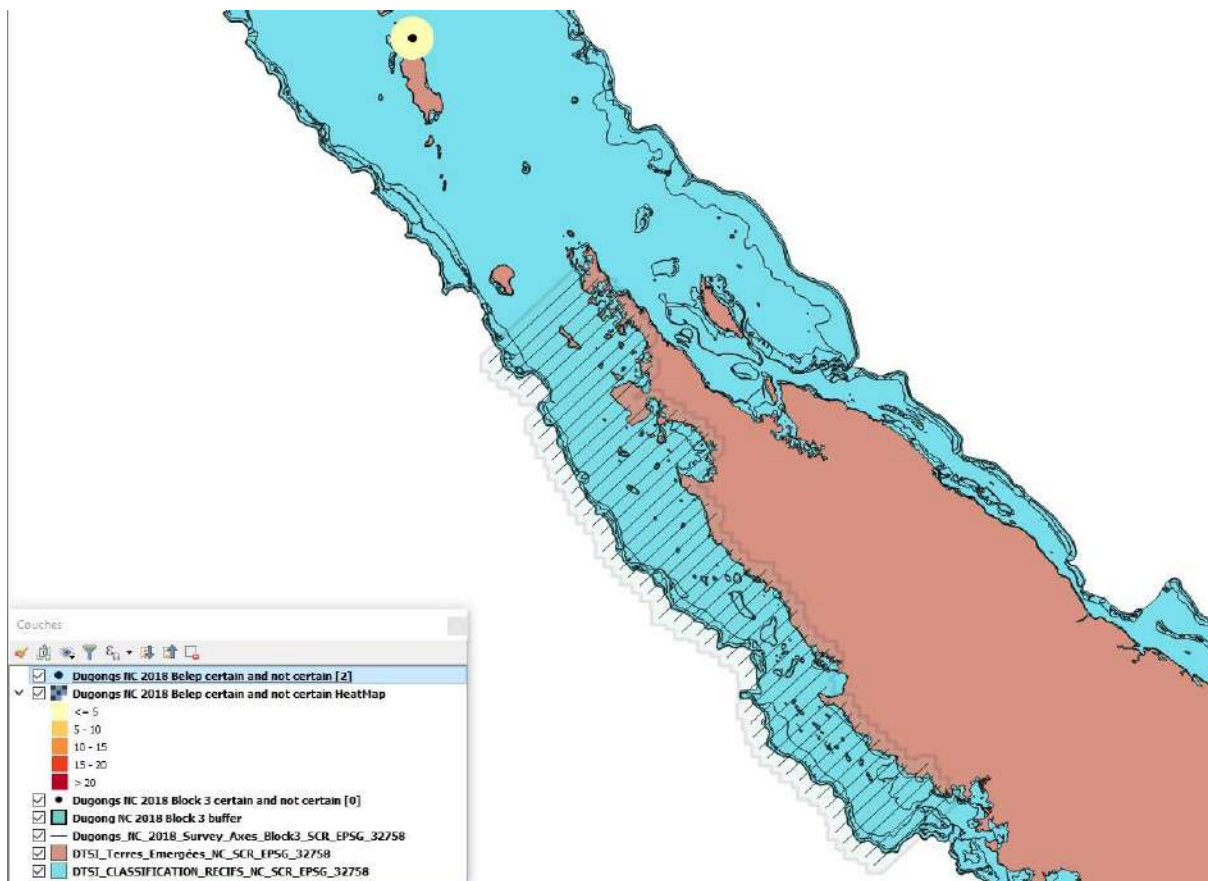 Couches
Dugongs NC 2018 Belep certain and not certain [2]
Dugongs NC 2018 Belep certain and not certain HeatMap
<= 5
5 - 10
10 - 15
15 - 20
> 20
Dugongs NC 2018 Block 3 certain and not certain [0]
Dugong NC 2018 Block 3 buffer
Dugongs_NC_2018_Survey_Axes_Block3_SCR_EPSG_32758
DTSI_Terres_Emergées_NC_SCR_EPSG_32758
DTSI_CLASSIFICATION_RECIFS_NC_SCR_EPSG_32758